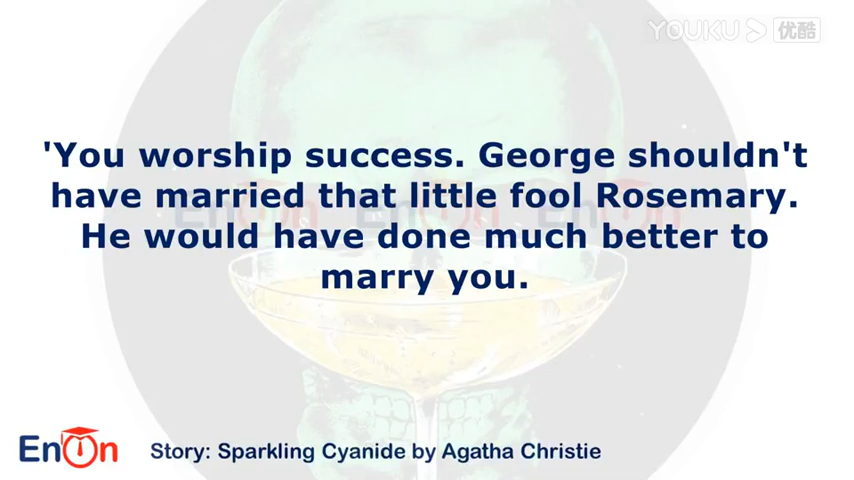 YOUKU 优酷
'You worship success. George shouldn't
have married that little fool Rosemary.
He would have done much better to
marry you.
EnOn
Story: Sparkling Cyanide by Agatha Christie